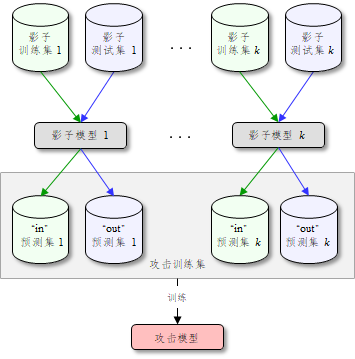 影子
训练集 1
影子
测试集 1
· · ·
影子
训练集 k
影子
测试集 k
影子模型 1
· · ·
影子模型 k
“in”
预测集 1
“out”
预测集 1
“in”
预测集 k
“out”
预测集 k
攻击训练集
训练
攻击模型